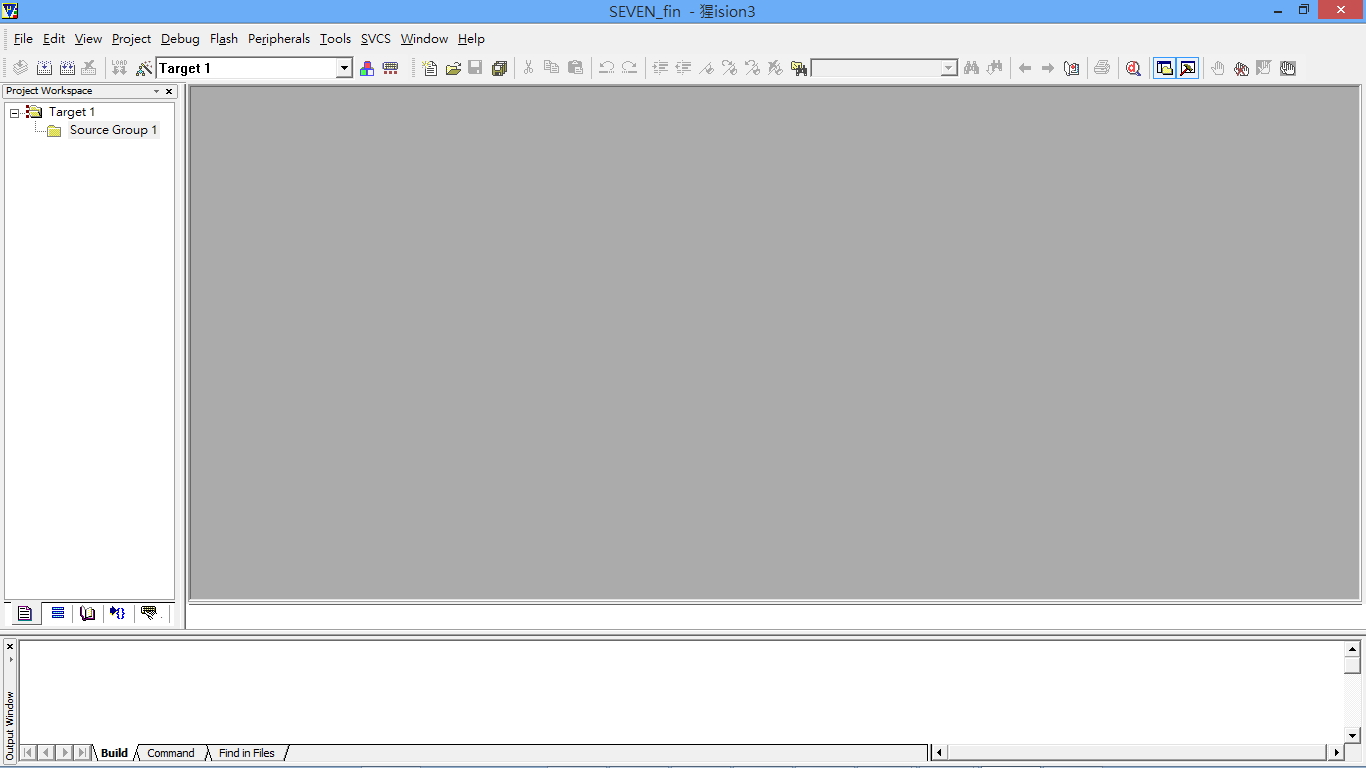 SEVEN_fin - 猩ision3
File Edit View Project Debug Flash Peripherals Tools SVCS Window Help
LOAD Target 1
Project Workspace
Target 1
Source Group 1
Output Window
Build Command Find in Files